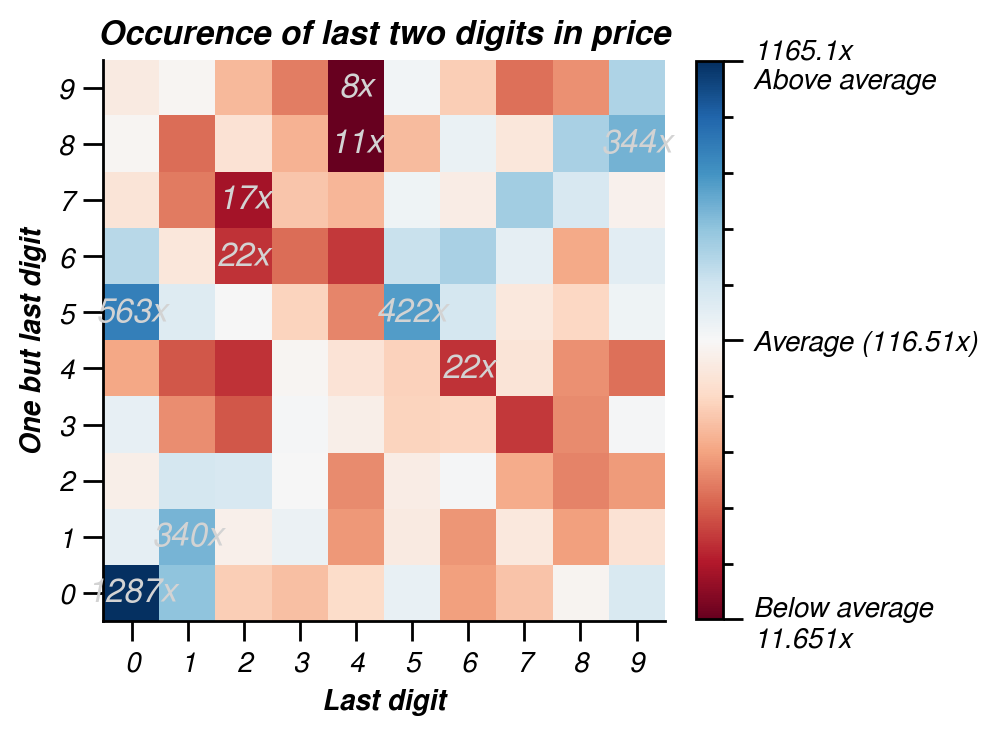 Occurence of last two digits in price
1165.1x
Above average
9
8x
8
11x
344x
7
17x
6
22x
One but last digit
5
563x
422x
Average (116.51x)
4
22x
3
2
1
340x
0
1287x
Below average
11.651x
0 1 2 3 4 5 6 7 8 9
Last digit